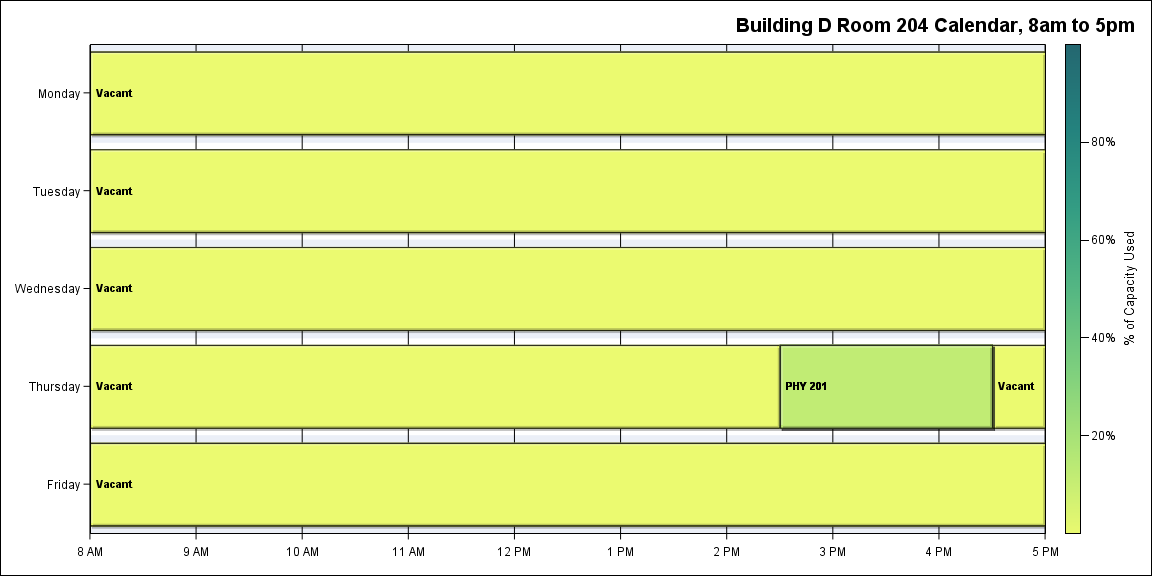 Building D Room 204 Calendar, 8am to 5pm
Monday
Vacant
Tuesday
Vacant
Wednesday
Vacant
Thursday
Vacant
PHY 201
Vacant
Friday
Vacant
8 AM
9 AM
10 AM
11 AM
12 PM
1 PM
2 PM
3 PM
4 PM
5 PM
80%
60%
40%
20%
% of Capacity Used